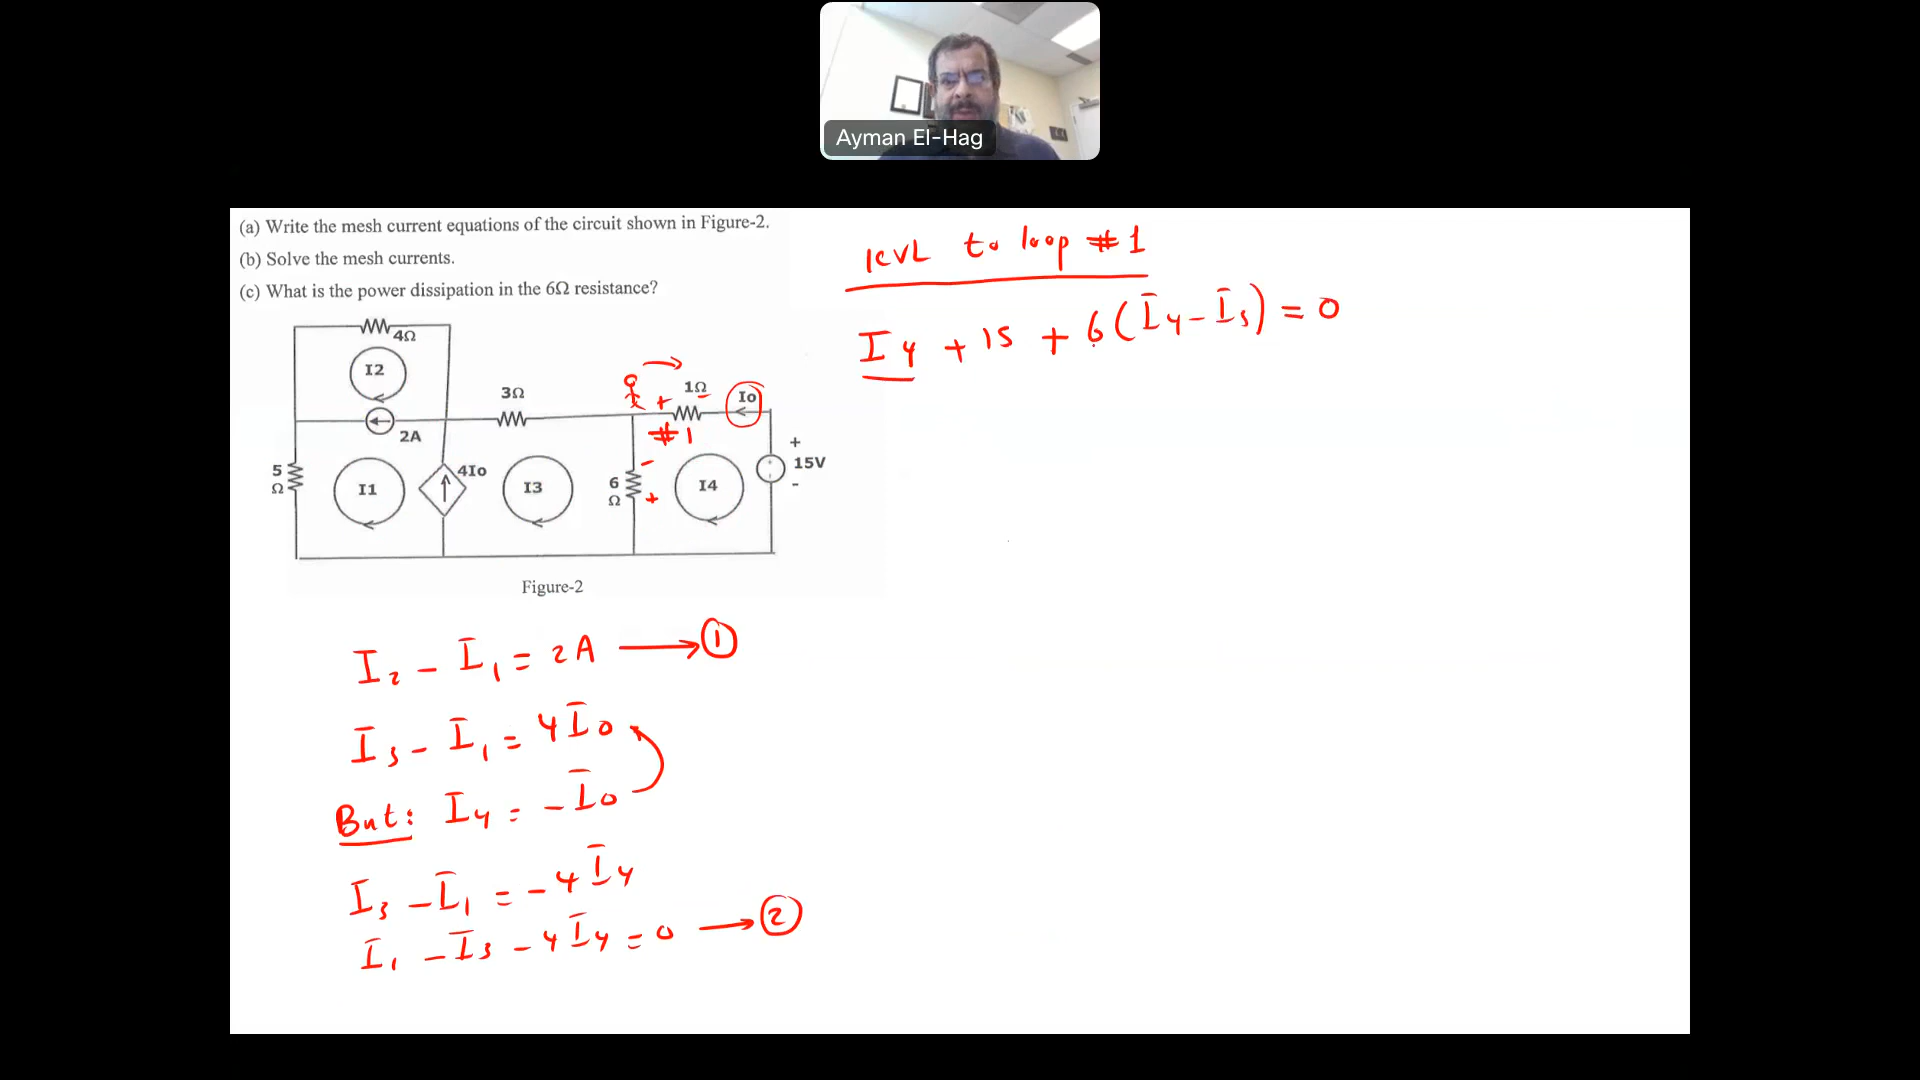 Ayman El-Hag
(a) Write the mesh current equations of the circuit shown in Figure-2.
(b) Solve the mesh currents.
(c) What is the power dissipation in the 6Ω resistance?
4Ω
I2
2A
3Ω
1Ω
Io
+
#1
5
Ω
I1
4Io
I3
-
6
Ω
+
I4
+
15V
-
Figure-2
I₂ - I₁ = 2A → ①
I₃ - I₁ = 4I₀
But: I₄ = -I₀
I₃ - I₁ = -4I₄
I₁ - I₃ - 4I₄ = 0 → ②
KVL to loop #1
I₄ + 15 + 6(I₄ - I₃) = 0